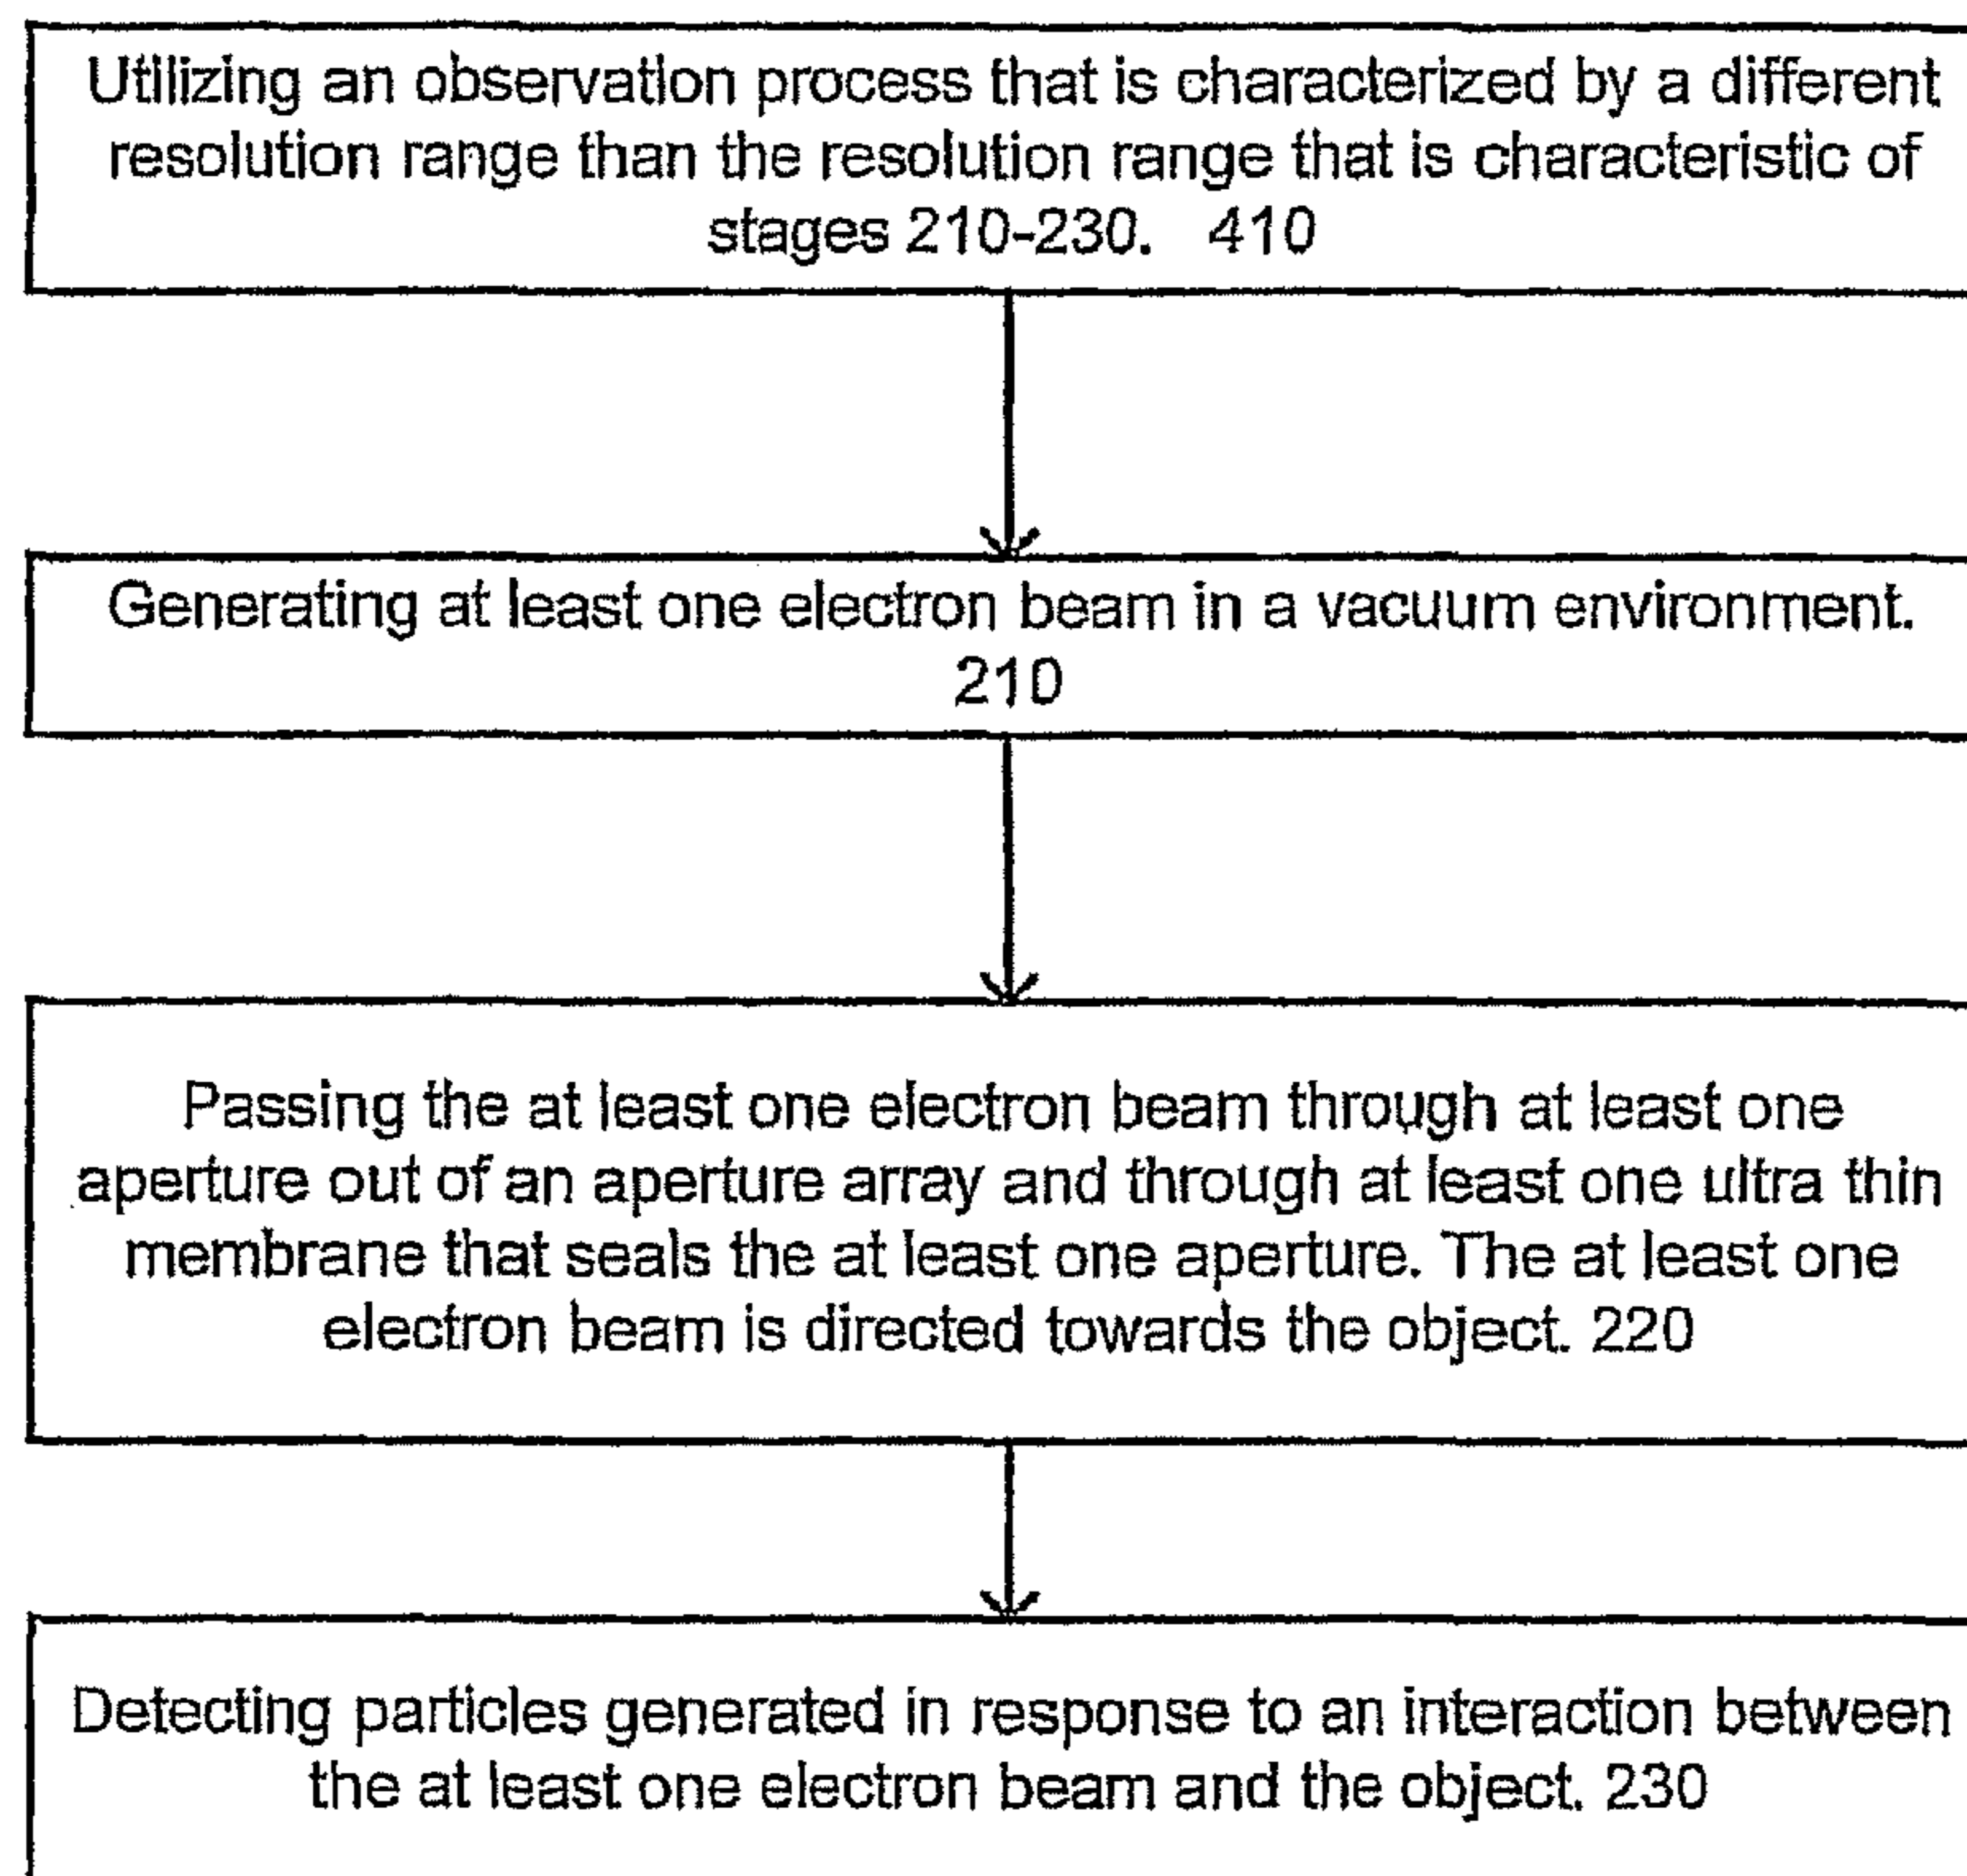 Utilizing an observation process that is characterized by a different
resolution range than the resolution range that is characteristic of
stages 210-230. 410
Generating at least one electron beam in a vacuum environment.
210
Passing the at least one electron beam through at least one
aperture out of an aperture array and through at least one ultra thin
membrane that seals the at least one aperture. The at least one
electron beam is directed towards the object. 220
Detecting particles generated in response to an interaction between
the at least one electron beam and the object. 230